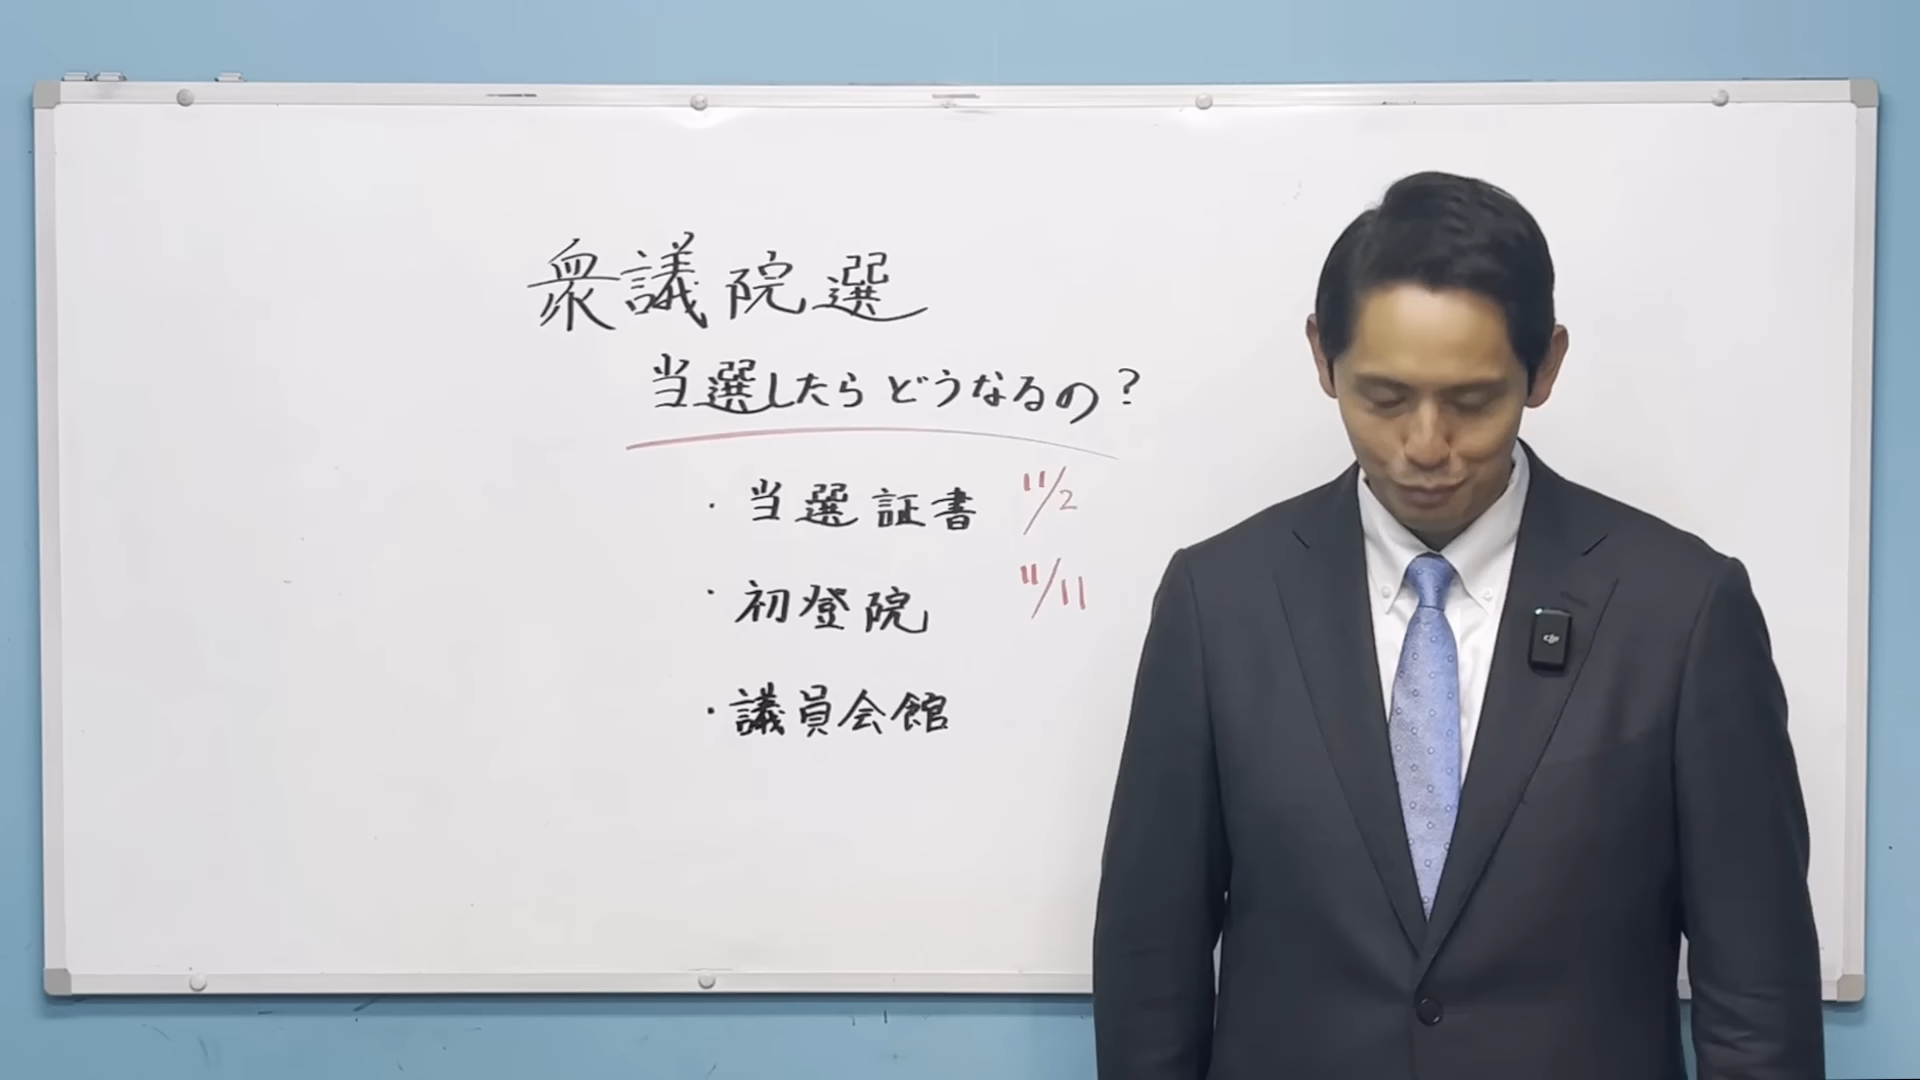 衆議院選
当選したらどうなるの?
・当選証書 11/2
・初登院 11/11
・議員会館
dji